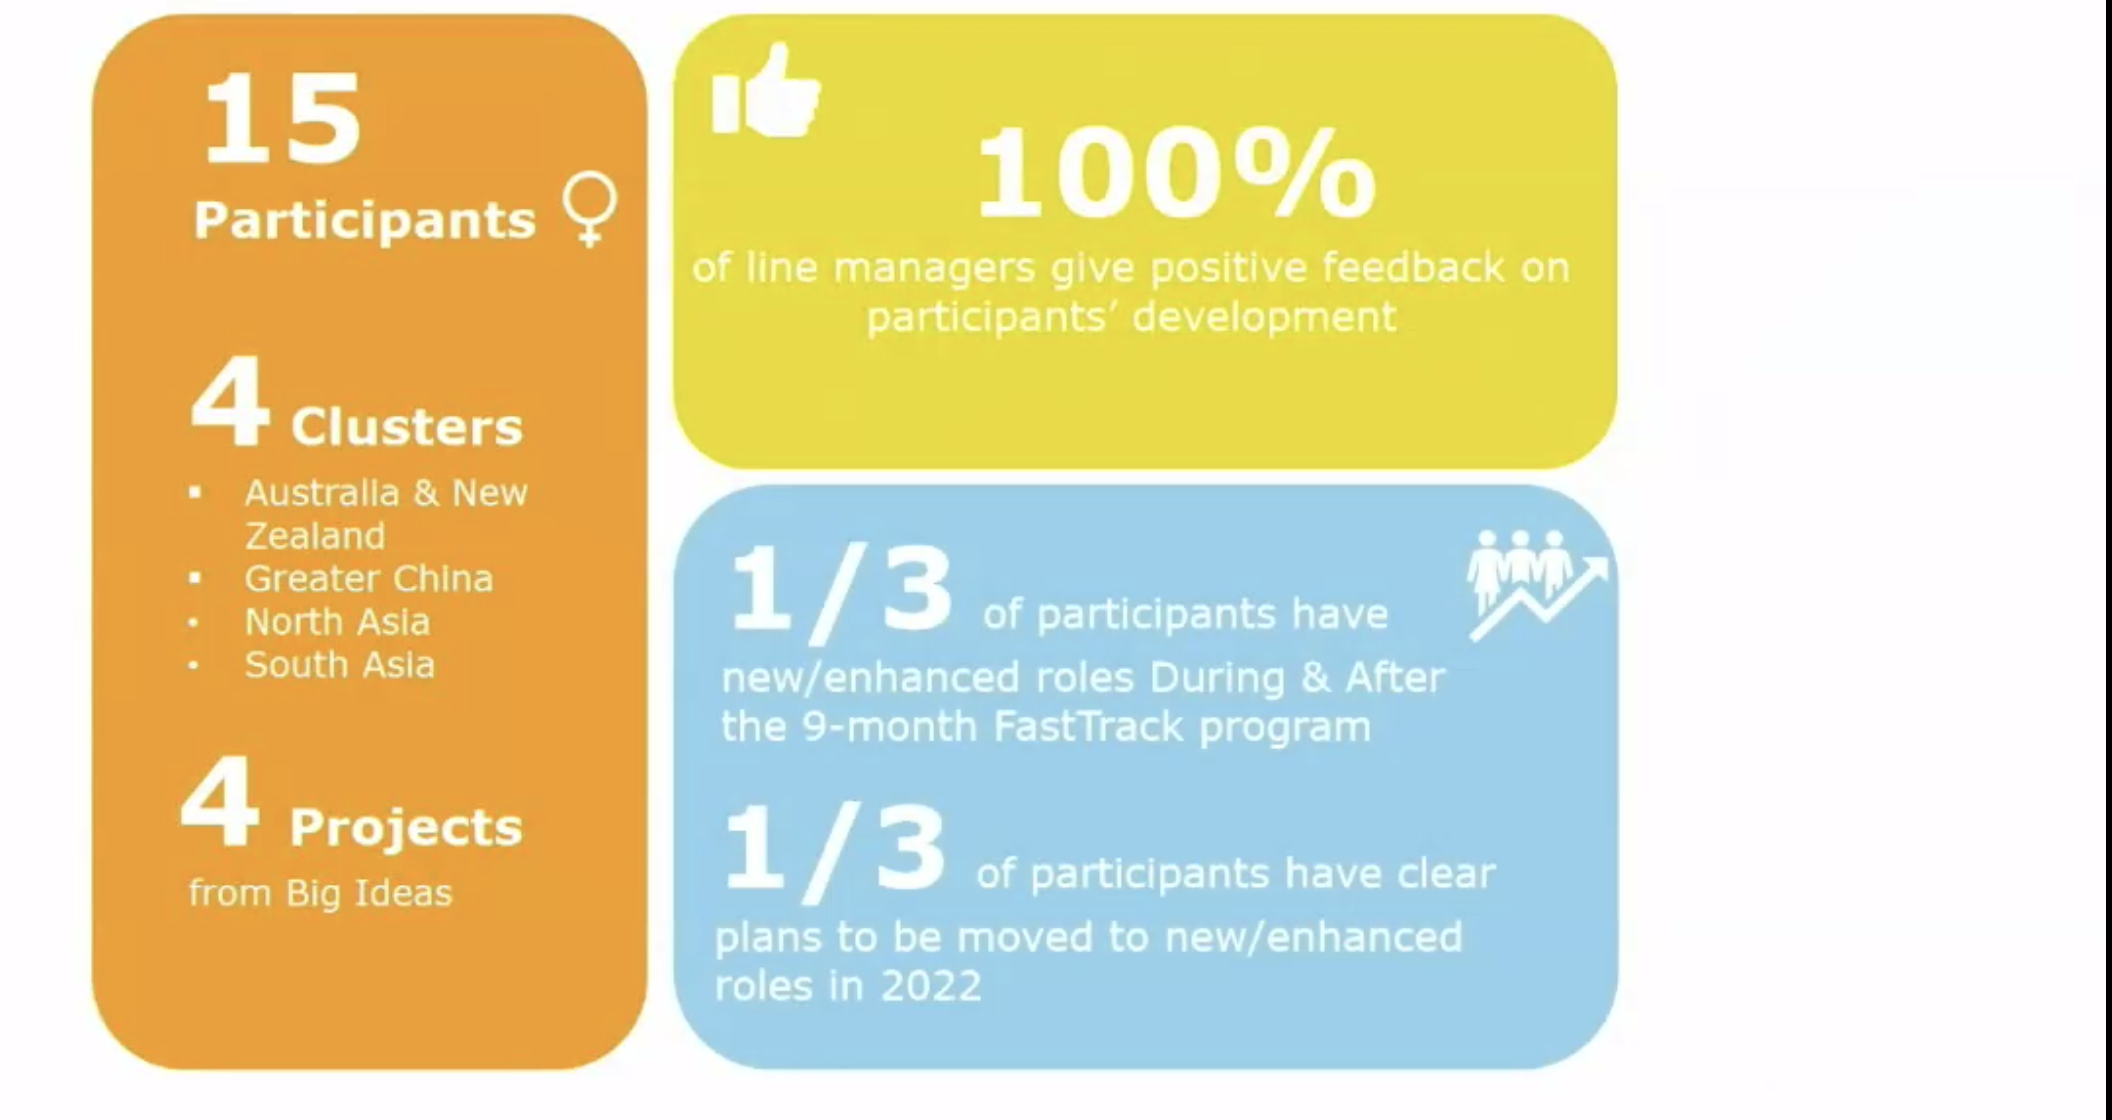 15
Participants
4 Clusters
▪ Australia & New
Zealand
▪ Greater China
• North Asia
• South Asia
4 Projects
from Big Ideas
100%
of line managers give positive feedback on
participants’ development
1/3 of participants have
new/enhanced roles During & After
the 9-month FastTrack program
1/3 of participants have clear
plans to be moved to new/enhanced
roles in 2022